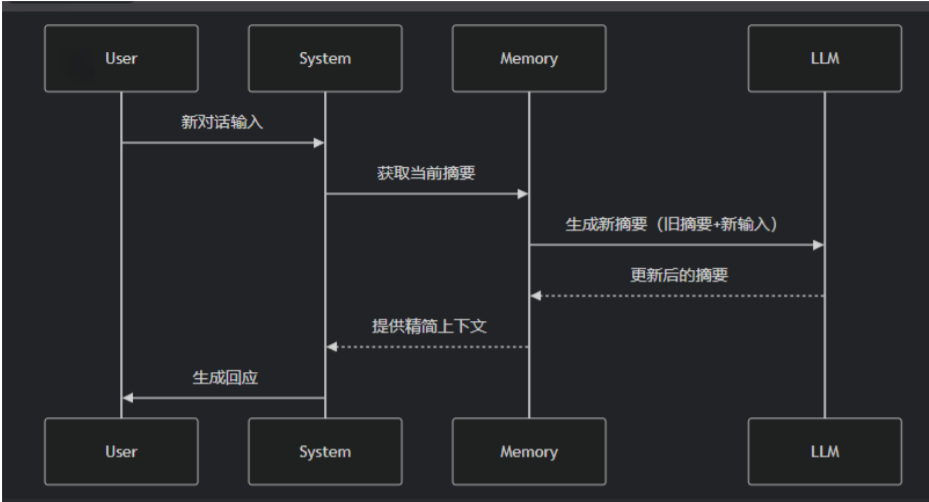 User System Memory LLM
新对话输入
获取当前摘要
生成新摘要（旧摘要+新输入）
更新后的摘要
提供精简上下文
生成回应
User System Memory LLM